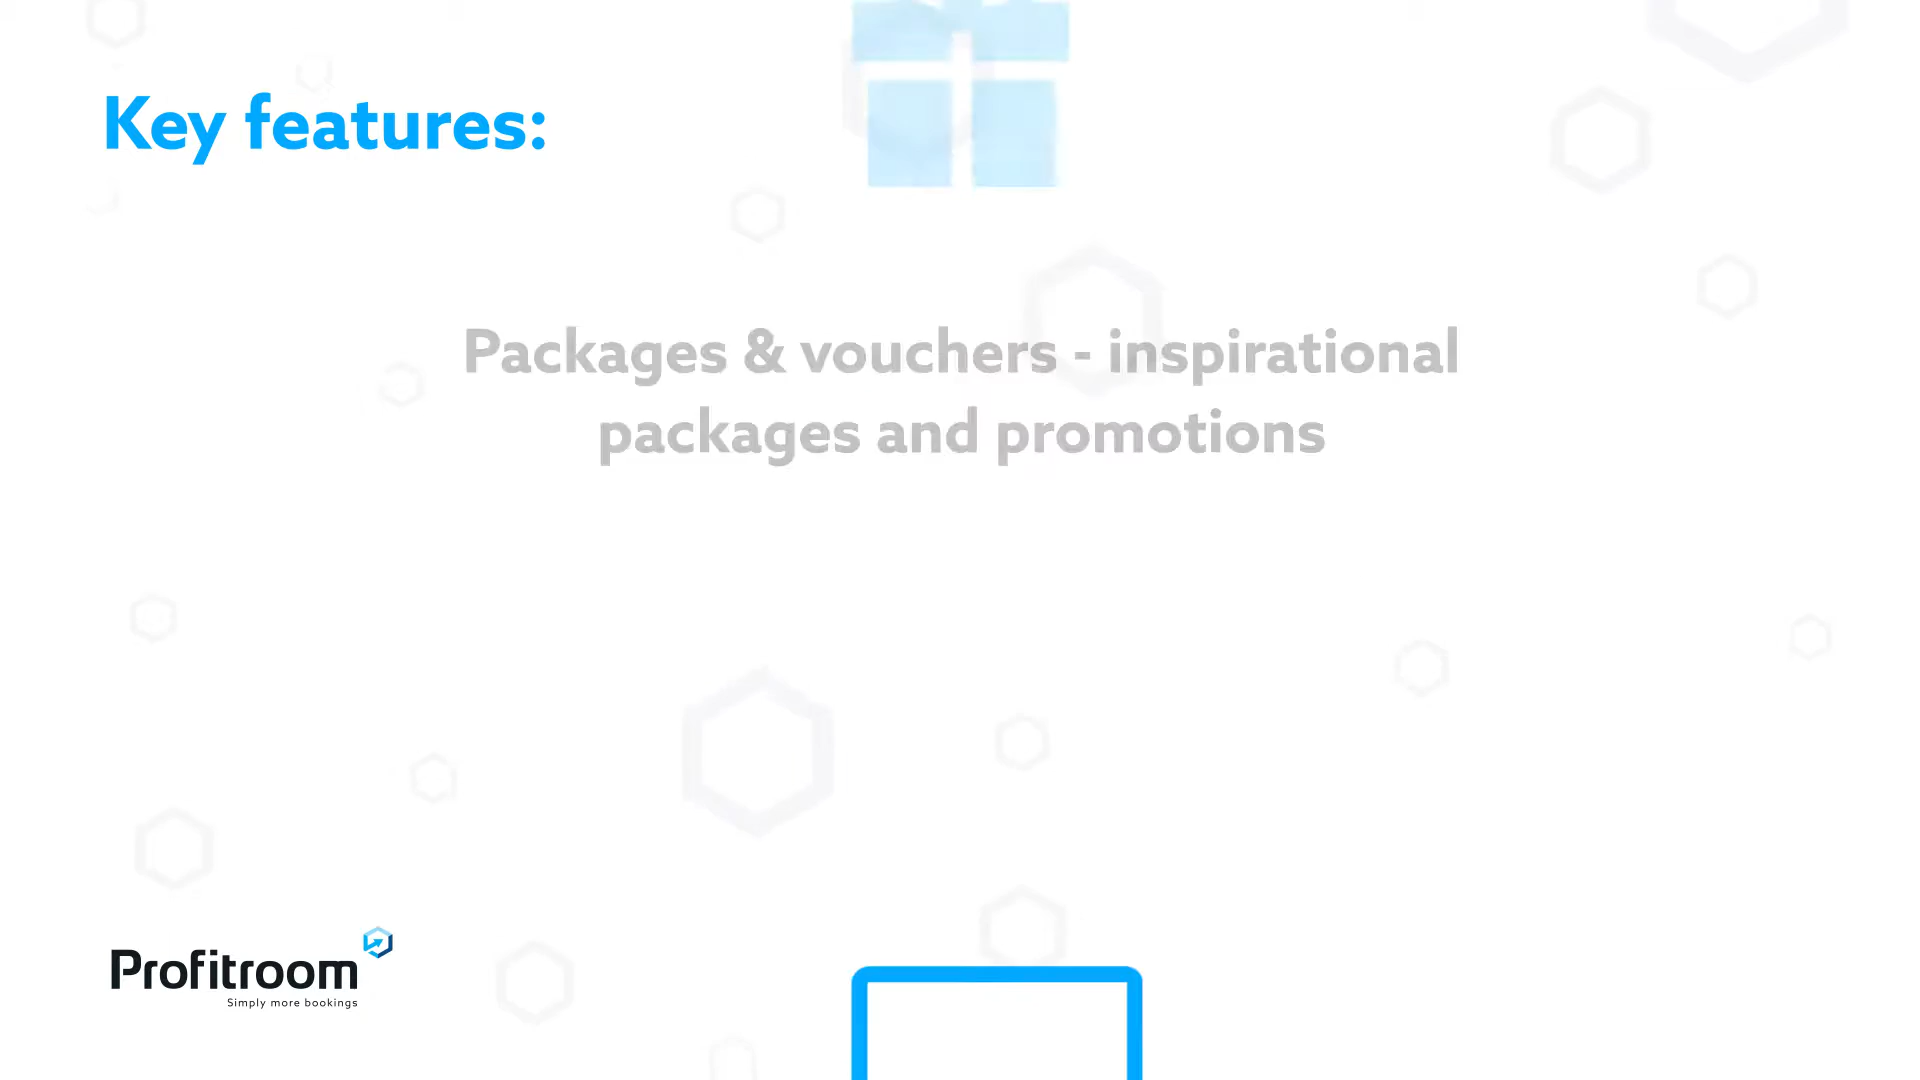 Key features:
Packages & vouchers - inspirational
packages and promotions
Profitroom
Simply more bookings